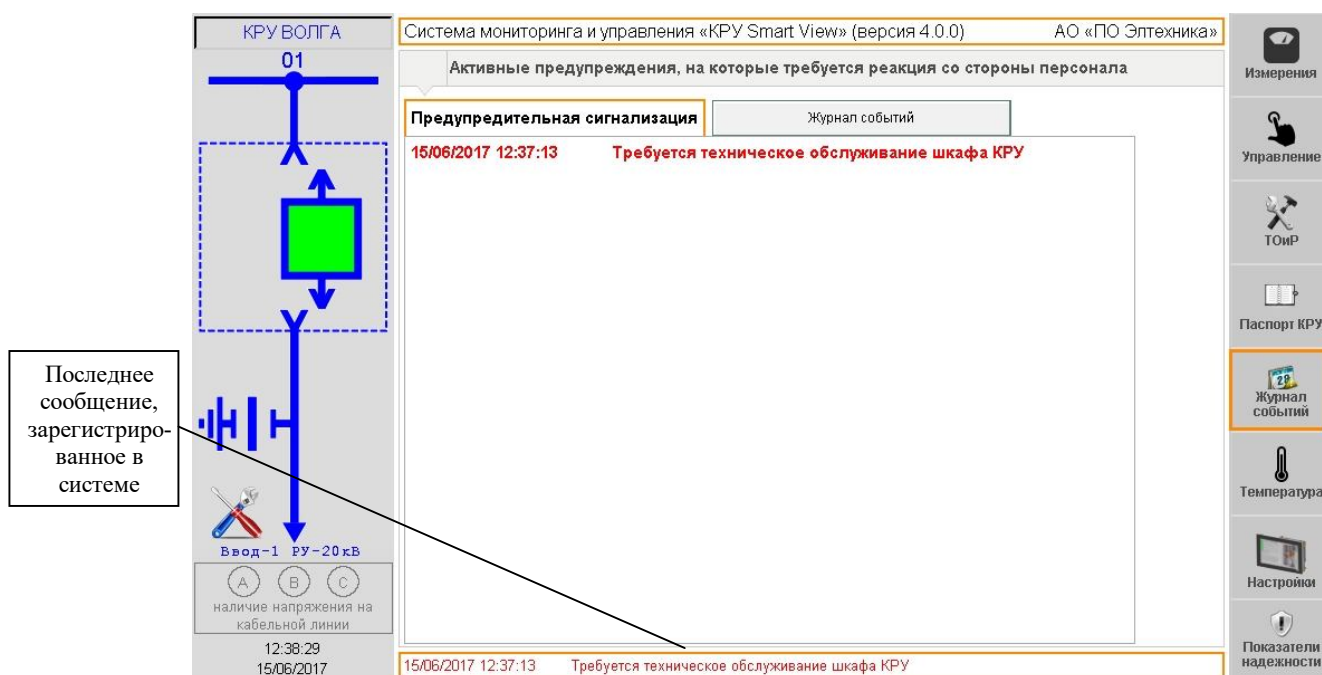 КРУ ВОЛГА
01
Система мониторинга и управления «КРУ Smart View» (версия 4.0.0)
АО «ПО Элтехника»
Активные предупреждения, на которые требуется реакция со стороны персонала
Предупредительная сигнализация
Журнал событий
15/06/2017 12:37:13
Требуется техническое обслуживание шкафа КРУ
Последнее
сообщение,
зарегистриро-
ванное в
системе
Ввод-1 РУ-20кВ
A B C
наличие напряжения на
кабельной линии
12:38:29
15/06/2017
15/06/2017 12:37:13
Требуется техническое обслуживание шкафа КРУ
Измерения
Управление
ТОиР
Паспорт КРУ
29
Журнал
событий
Температура
Настройки
Показатели
надежности